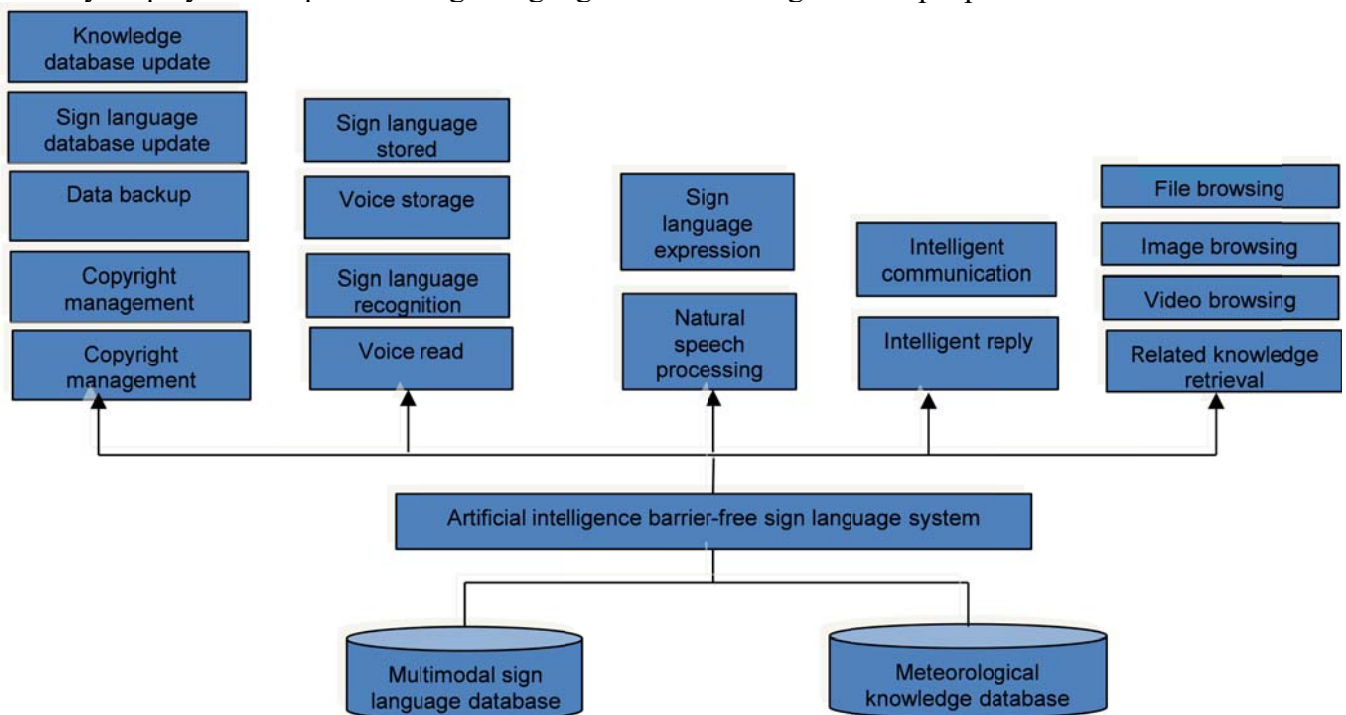 Knowledge
database update
Sign language
database update
Data backup
Copyright
management
Copyright
management
Sign language
stored
Voice storage
Sign language
recognition
Voice read
Sign
language
expression
Natural
speech
processing
Intelligent
communication
Intelligent reply
File browsing
Image browsing
Video browsing
Related knowledge
retrieval
Artificial intelligence barrier-free sign language system
Multimodal sign
language database
Meteorological
knowledge database